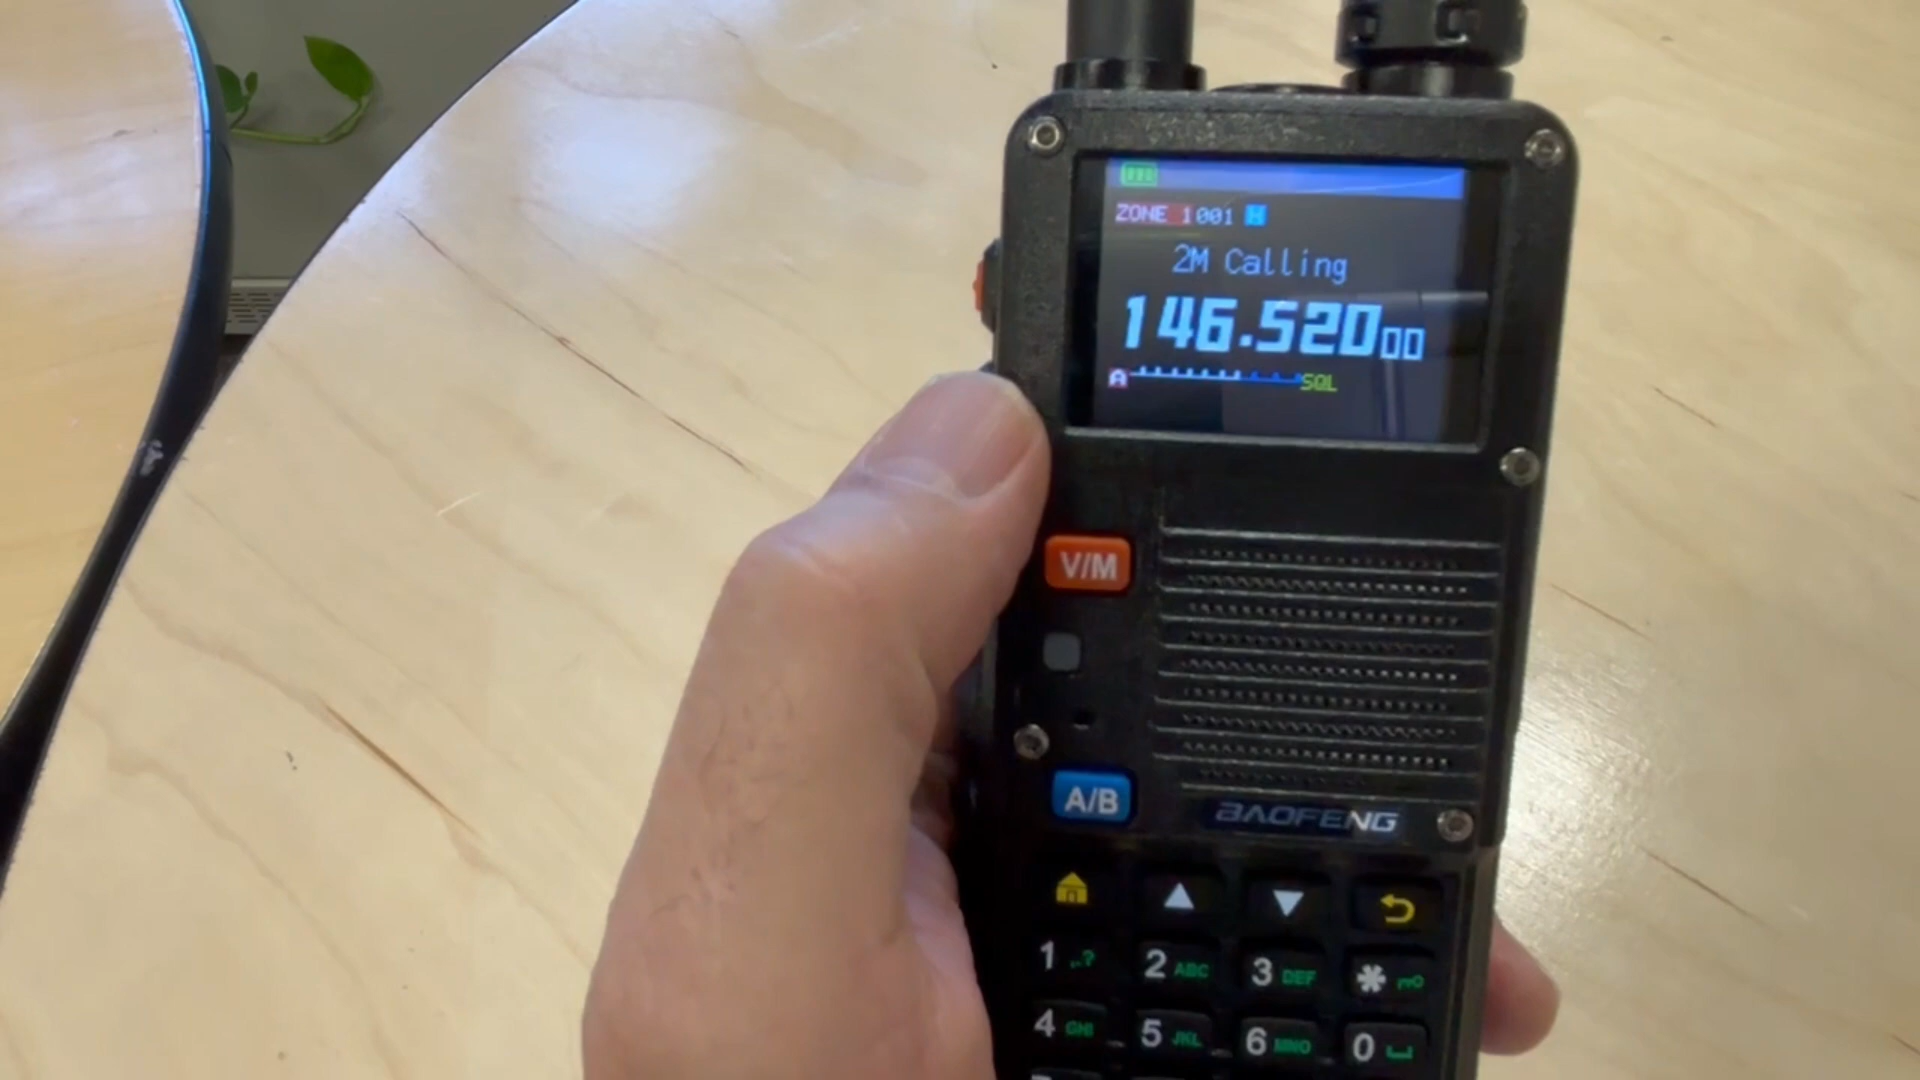 ZONE 1001 H
2M Calling
146.52000
A SQL
V/M
A/B
BAOFENG
1 ,.? 2 ABC 3 DEF *
4 GHI 5 JKL 6 MNO 0